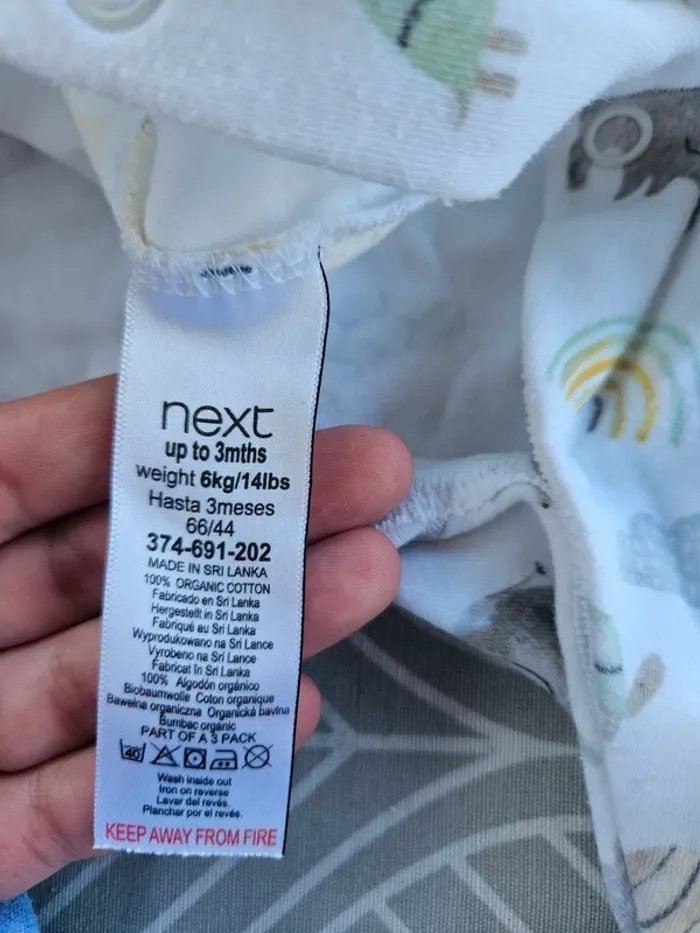 next
up to 3mths
weight 6kg/14lbs
Hasta 3meses
66/44
374-691-202
MADE IN SRI LANKA
100% ORGANIC COTTON
Fabricado en Sri Lanka
Hergestellt in Sri Lanka
Fabriqué au Sri Lanka
Wyprodukowano na Sri Lance
Vyrobeno na Sri Lance
Fabricat în Sri Lanka
100% Algodón orgánico
Biobaumwolle Coton organique
Bawełna organiczna Organická bavlna
Bumbac organic
PART OF A 3 PACK
40
Wash inside out
Iron on reverse
Lavar del revés.
Planchar por el revés.
KEEP AWAY FROM FIRE